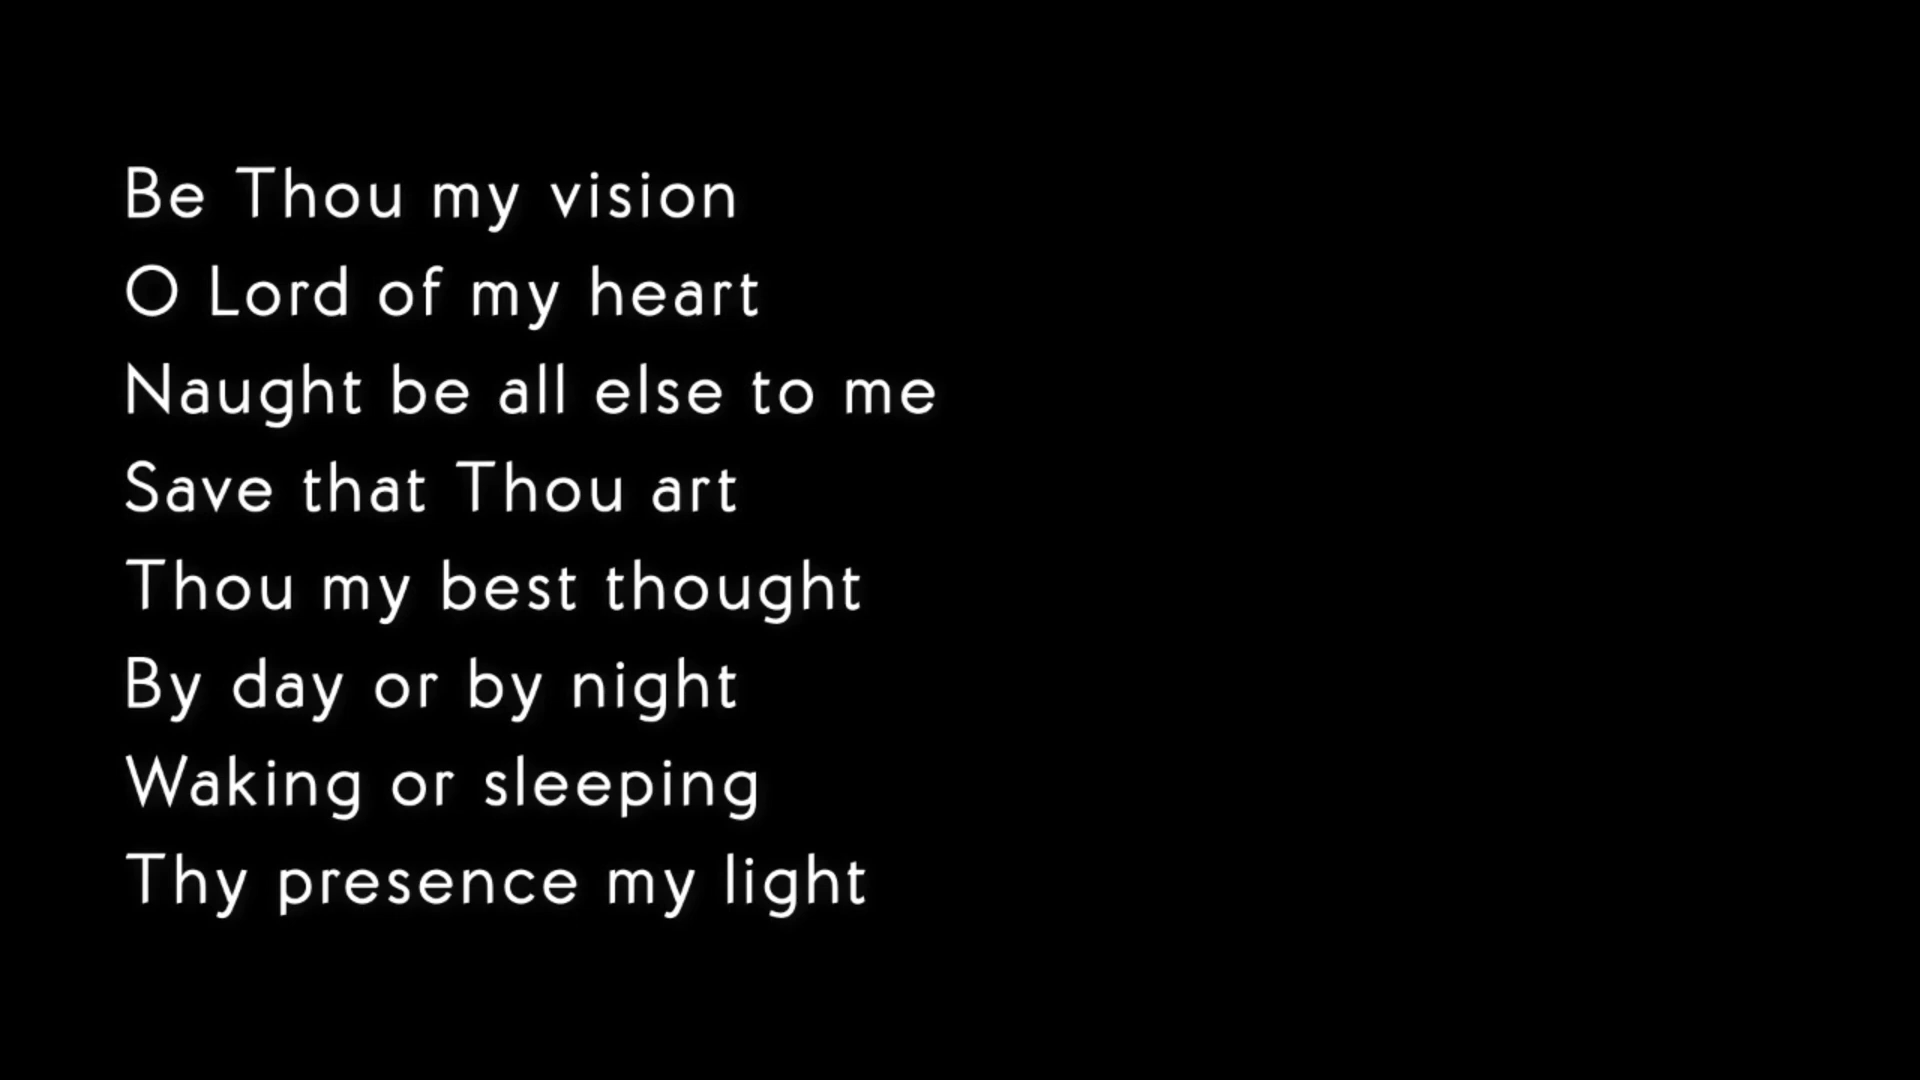 Be Thou my vision
O Lord of my heart
Naught be all else to me
Save that Thou art
Thou my best thought
By day or by night
Waking or sleeping
Thy presence my light